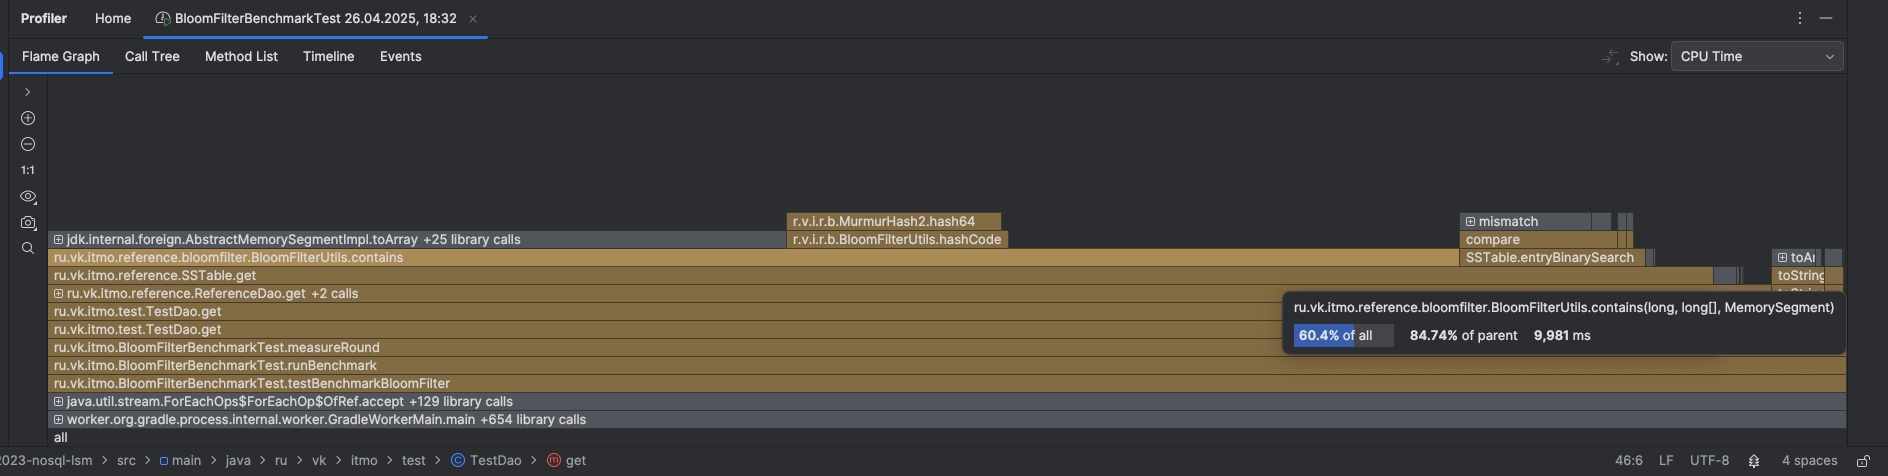 Profiler Home BloomFilterBenchmarkTest 26.04.2025, 18:32
Flame Graph Call Tree Method List Timeline Events Show: CPU Time
1:1
r.v.i.r.b.MurmurHash2.hash64 mismatch
jdk.internal.foreign.AbstractMemorySegmentImpl.toArray +25 library calls r.v.i.r.b.BloomFilterUtils.hashCode compare
ru.vk.itmo.reference.bloomfilter.BloomFilterUtils.contains SSTable.entryBinarySearch toAr
ru.vk.itmo.reference.SSTable.get toString
ru.vk.itmo.reference.ReferenceDao.get +2 calls
ru.vk.itmo.test.TestDao.get
ru.vk.itmo.test.TestDao.get
ru.vk.itmo.BloomFilterBenchmarkTest.measureRound
ru.vk.itmo.BloomFilterBenchmarkTest.runBenchmark
ru.vk.itmo.BloomFilterBenchmarkTest.testBenchmarkBloomFilter
java.util.stream.ForEachOps$ForEachOp$OfRef.accept +129 library calls
worker.org.gradle.process.internal.worker.GradleWorkerMain.main +654 library calls
all
ru.vk.itmo.reference.bloomfilter.BloomFilterUtils.contains(long, long[], MemorySegment)
60.4% of all 84.74% of parent 9,981 ms
2023-nosql-lsm > src > main > java > ru > vk > itmo > test > TestDao > get 46:6 LF UTF-8 4 spaces